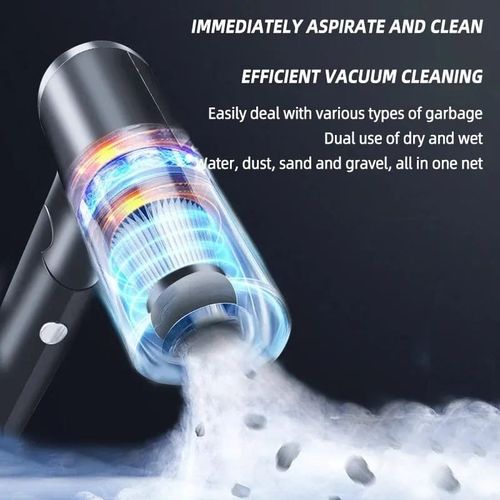 IMMEDIATELY ASPIRATE AND CLEAN
EFFICIENT VACUUM CLEANING
Easily deal with various types of garbage
Dual use of dry and wet
Water, dust, sand and gravel, all in one net